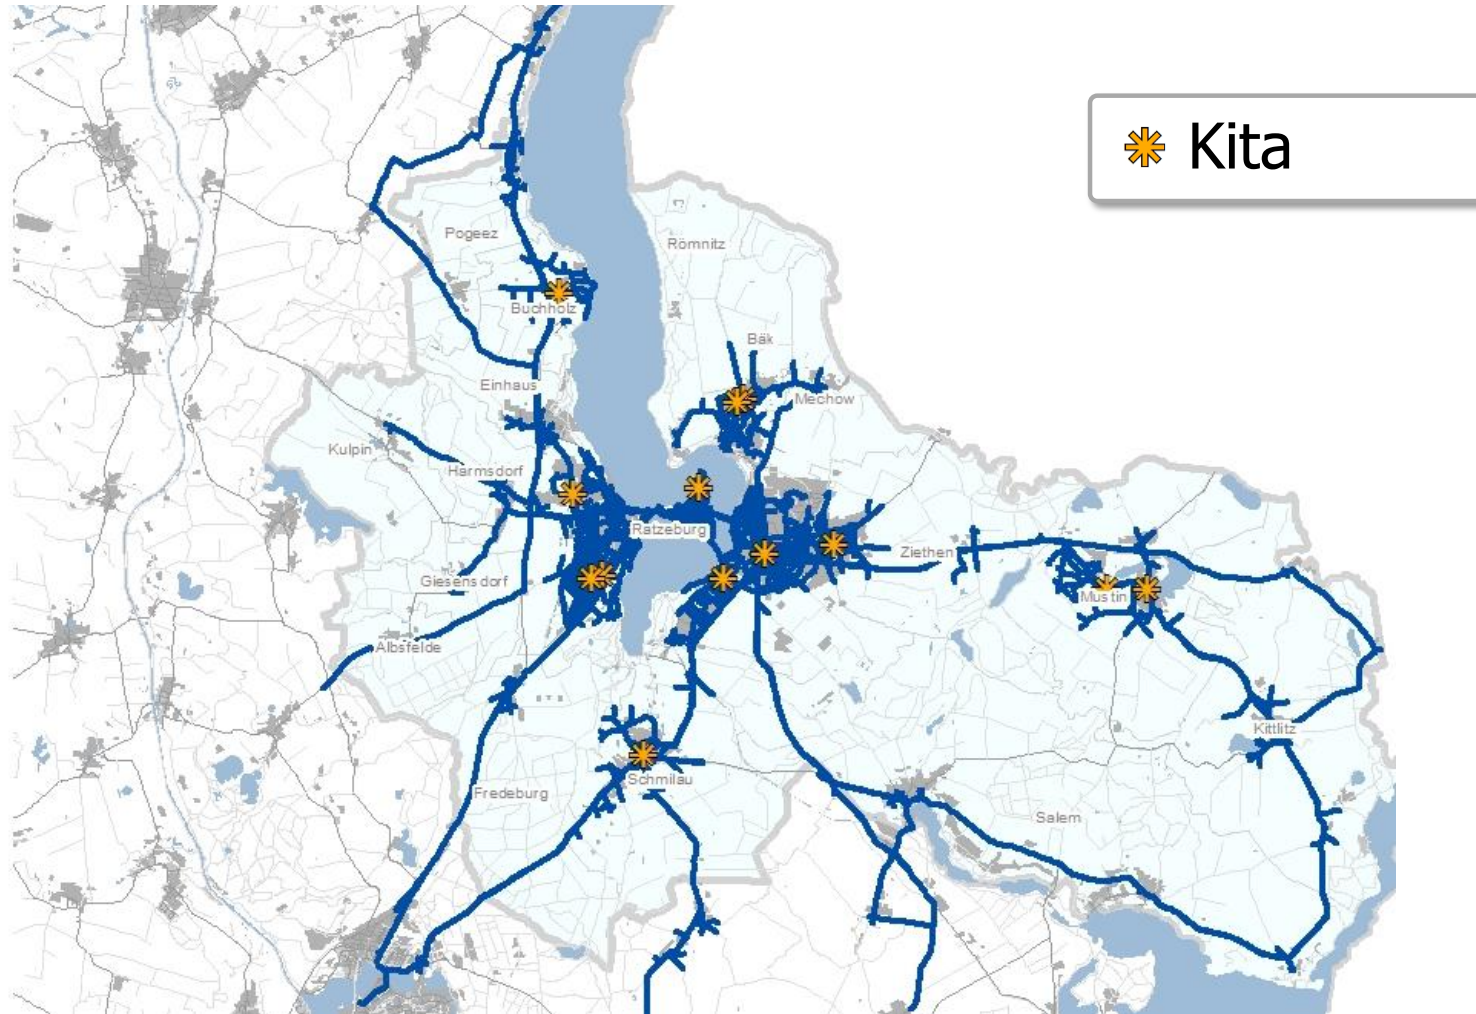 Kita
Pogeez
Römnitz
Buchholz
Bäk
Einhaus
Mechow
Kulpin
Harmsdorf
Ratzeburg
Ziethen
Giesensdorf
Mustin
Albsfelde
Kittlitz
Schmilau
Fredeburg
Salem